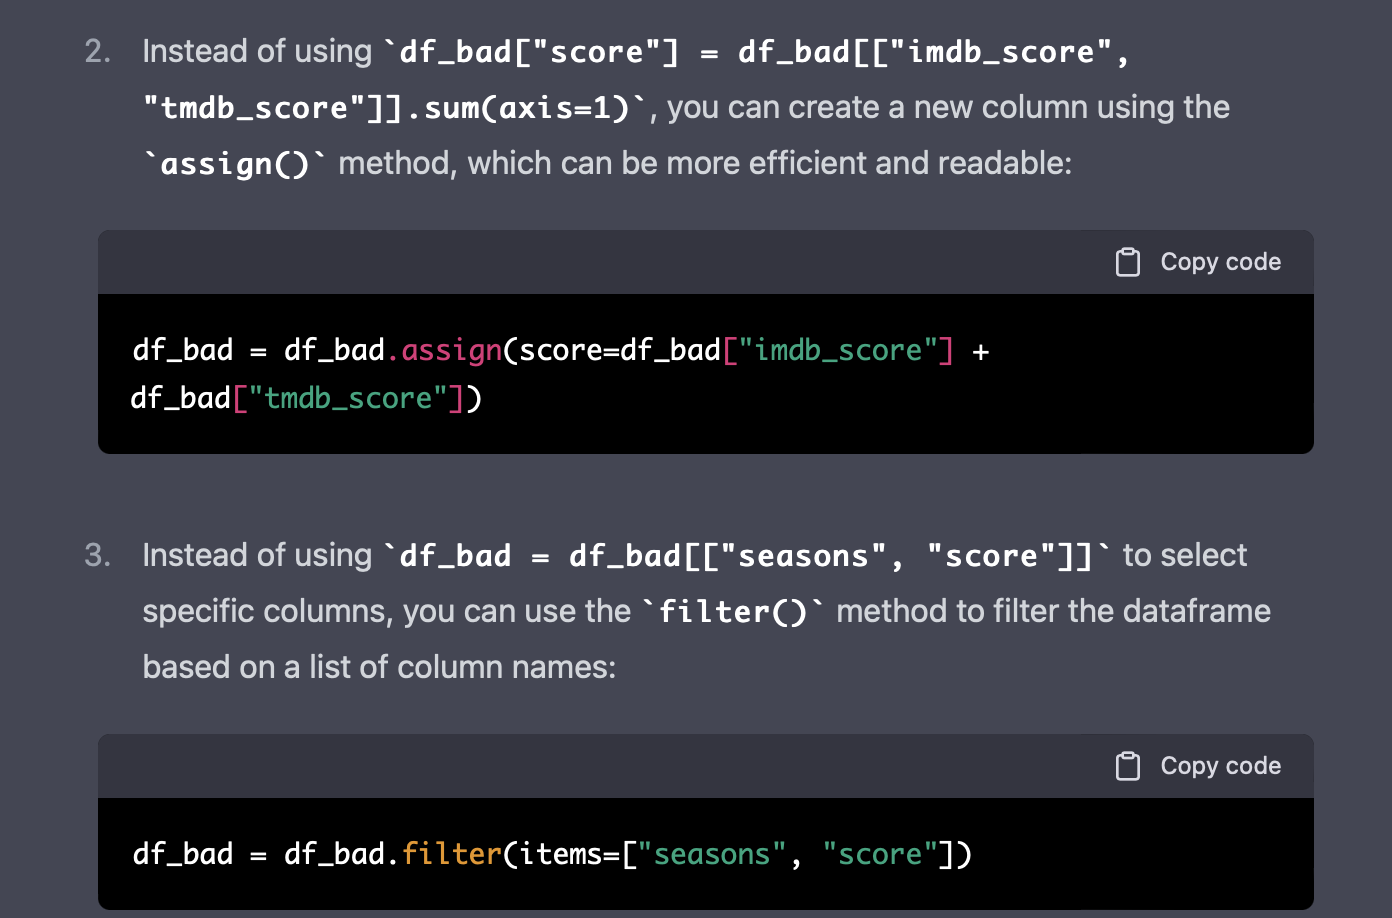 2. Instead of using `df_bad["score"] = df_bad[["imdb_score",
"tmdb_score"]].sum(axis=1)`, you can create a new column using the
`assign()` method, which can be more efficient and readable:
Copy code
df_bad = df_bad.assign(score=df_bad["imdb_score"] +
df_bad["tmdb_score"])
3. Instead of using `df_bad = df_bad[["seasons", "score"]]` to select
specific columns, you can use the `filter()` method to filter the dataframe
based on a list of column names:
Copy code
df_bad = df_bad.filter(items=["seasons", "score"])